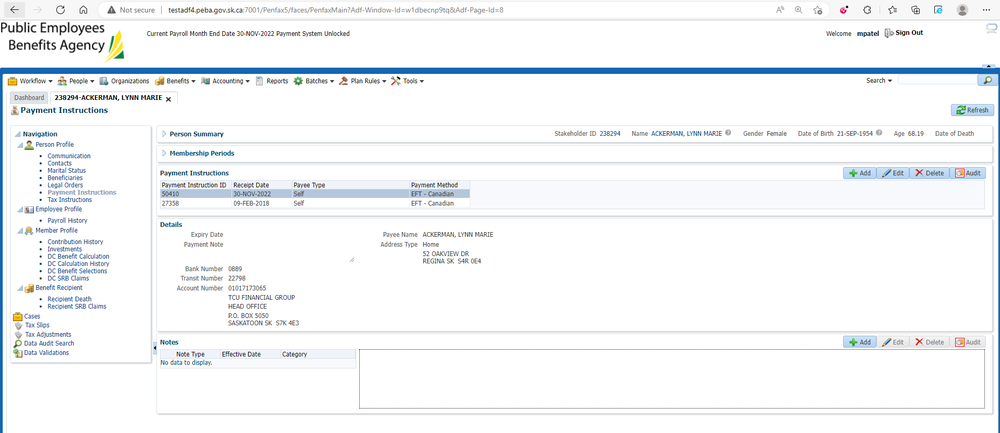 Not secure testadf4.peba.gov.sk.ca:7001/Penfax5/faces/PenfaxMain?Adf-Window-Id=w1dbecnp9tq&Adf-Page-Id=8
Public Employees
Benefits Agency
Current Payroll Month End Date 30-NOV-2022 Payment System Unlocked
Welcome mpatel Sign Out
Workflow People Organizations Benefits Accounting Reports Batches Plan Rules Tools Search
Dashboard 238294-ACKERMAN, LYNN MARIE
Payment Instructions
Refresh
Navigation
Person Profile
Communication
Contacts
Marital Status
Beneficiaries
Legal Orders
Payment Instructions
Tax Instructions
Employee Profile
Payroll History
Member Profile
Contribution History
Investments
DC Benefit Calculation
DC Calculation History
DC Benefit Selections
DC SRB Claims
Benefit Recipient
Recipient Death
Recipient SRB Claims
Cases
Tax Slips
Tax Adjustments
Data Audit Search
Data Validations
Person Summary Stakeholder ID 238294 Name ACKERMAN, LYNN MARIE Gender Female Date of Birth 21-SEP-1954 Age 68.19 Date of Death
Membership Periods
Payment Instructions Add Edit Delete Audit
Payment Instruction ID Receipt Date Payee Type Payment Method
50410 30-NOV-2022 Self EFT - Canadian
27358 09-FEB-2018 Self EFT - Canadian
Details
Expiry Date
Payment Note
Payee Name ACKERMAN, LYNN MARIE
Address Type Home
52 OAKVIEW DR
REGINA SK S4R 0E4
Bank Number 0889
Transit Number 22798
Account Number 01017173065
TCU FINANCIAL GROUP
HEAD OFFICE
P.O. BOX 5050
SASKATOON SK S7K 4E3
Notes Add Edit Delete Audit
Note Type Effective Date Category
No data to display.